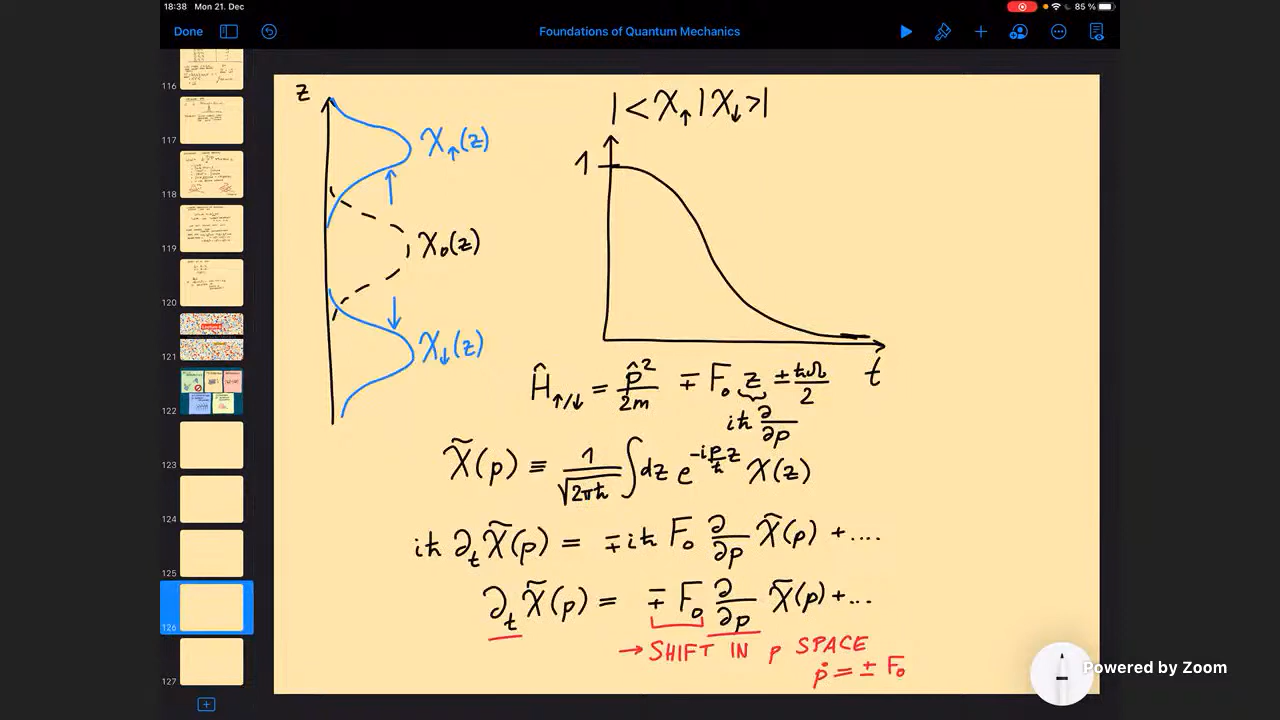 18:38 Mon 21. Dec
85 %
Done
Foundations of Quantum Mechanics
116
117
118
119
120
121
122
123
124
125
126
127
z
χ↑(z)
χ₀(z)
χ↓(z)
|<χ↑|χ↓>|
1
t
Ĥ↑/↓ = p̂²/2m ∓ F₀ z ± ħΩ/2
iħ ∂/∂p
χ̃(p) ≡ 1/√2πħ ∫dz e^{-i p/ħ z} χ(z)
iħ ∂ₜ χ̃(p) = ∓iħ F₀ ∂/∂p χ̃(p) + ....
∂ₜ χ̃(p) = ∓ F₀ ∂/∂p χ̃(p) + ...
→ SHIFT IN p SPACE
ṗ = ± F₀
Powered by Zoom